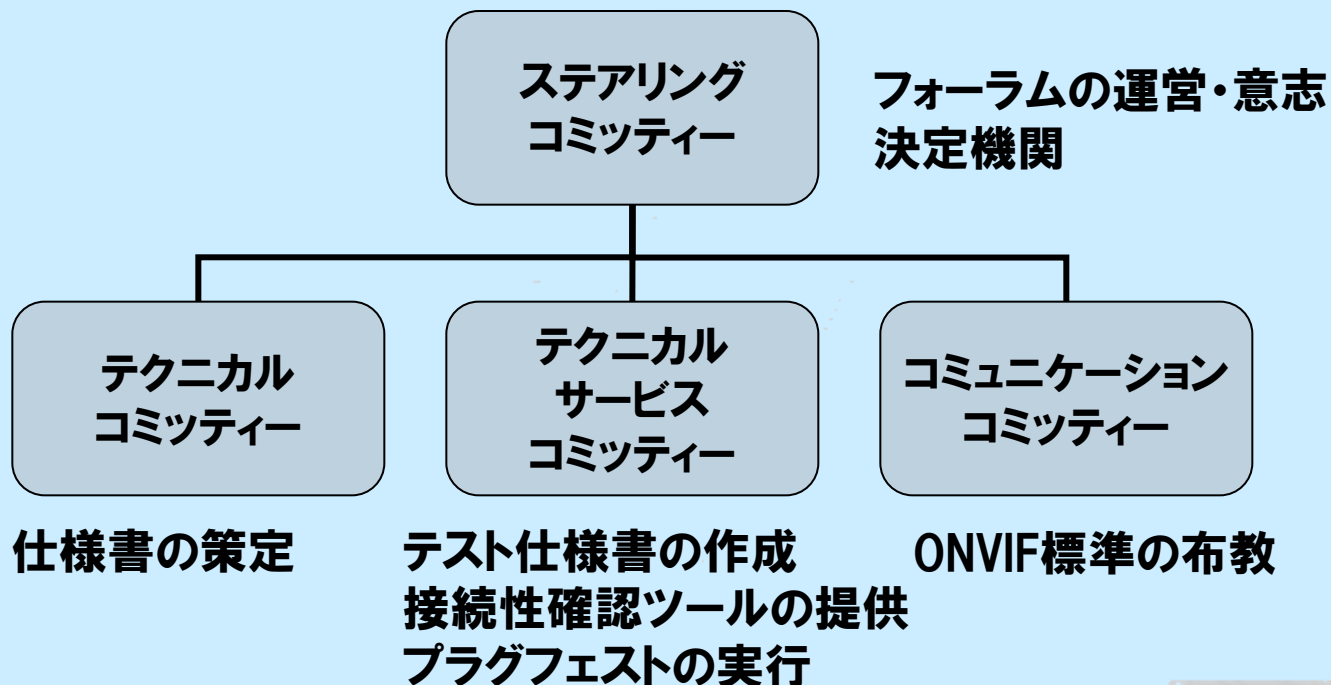 ステアリング
コミッティー
フォーラムの運営・意志
決定機関
テクニカル
コミッティー
テクニカル
サービス
コミッティー
コミュニケーション
コミッティー
仕様書の策定
テスト仕様書の作成
接続性確認ツールの提供
プラグフェストの実行
ONVIF標準の布教